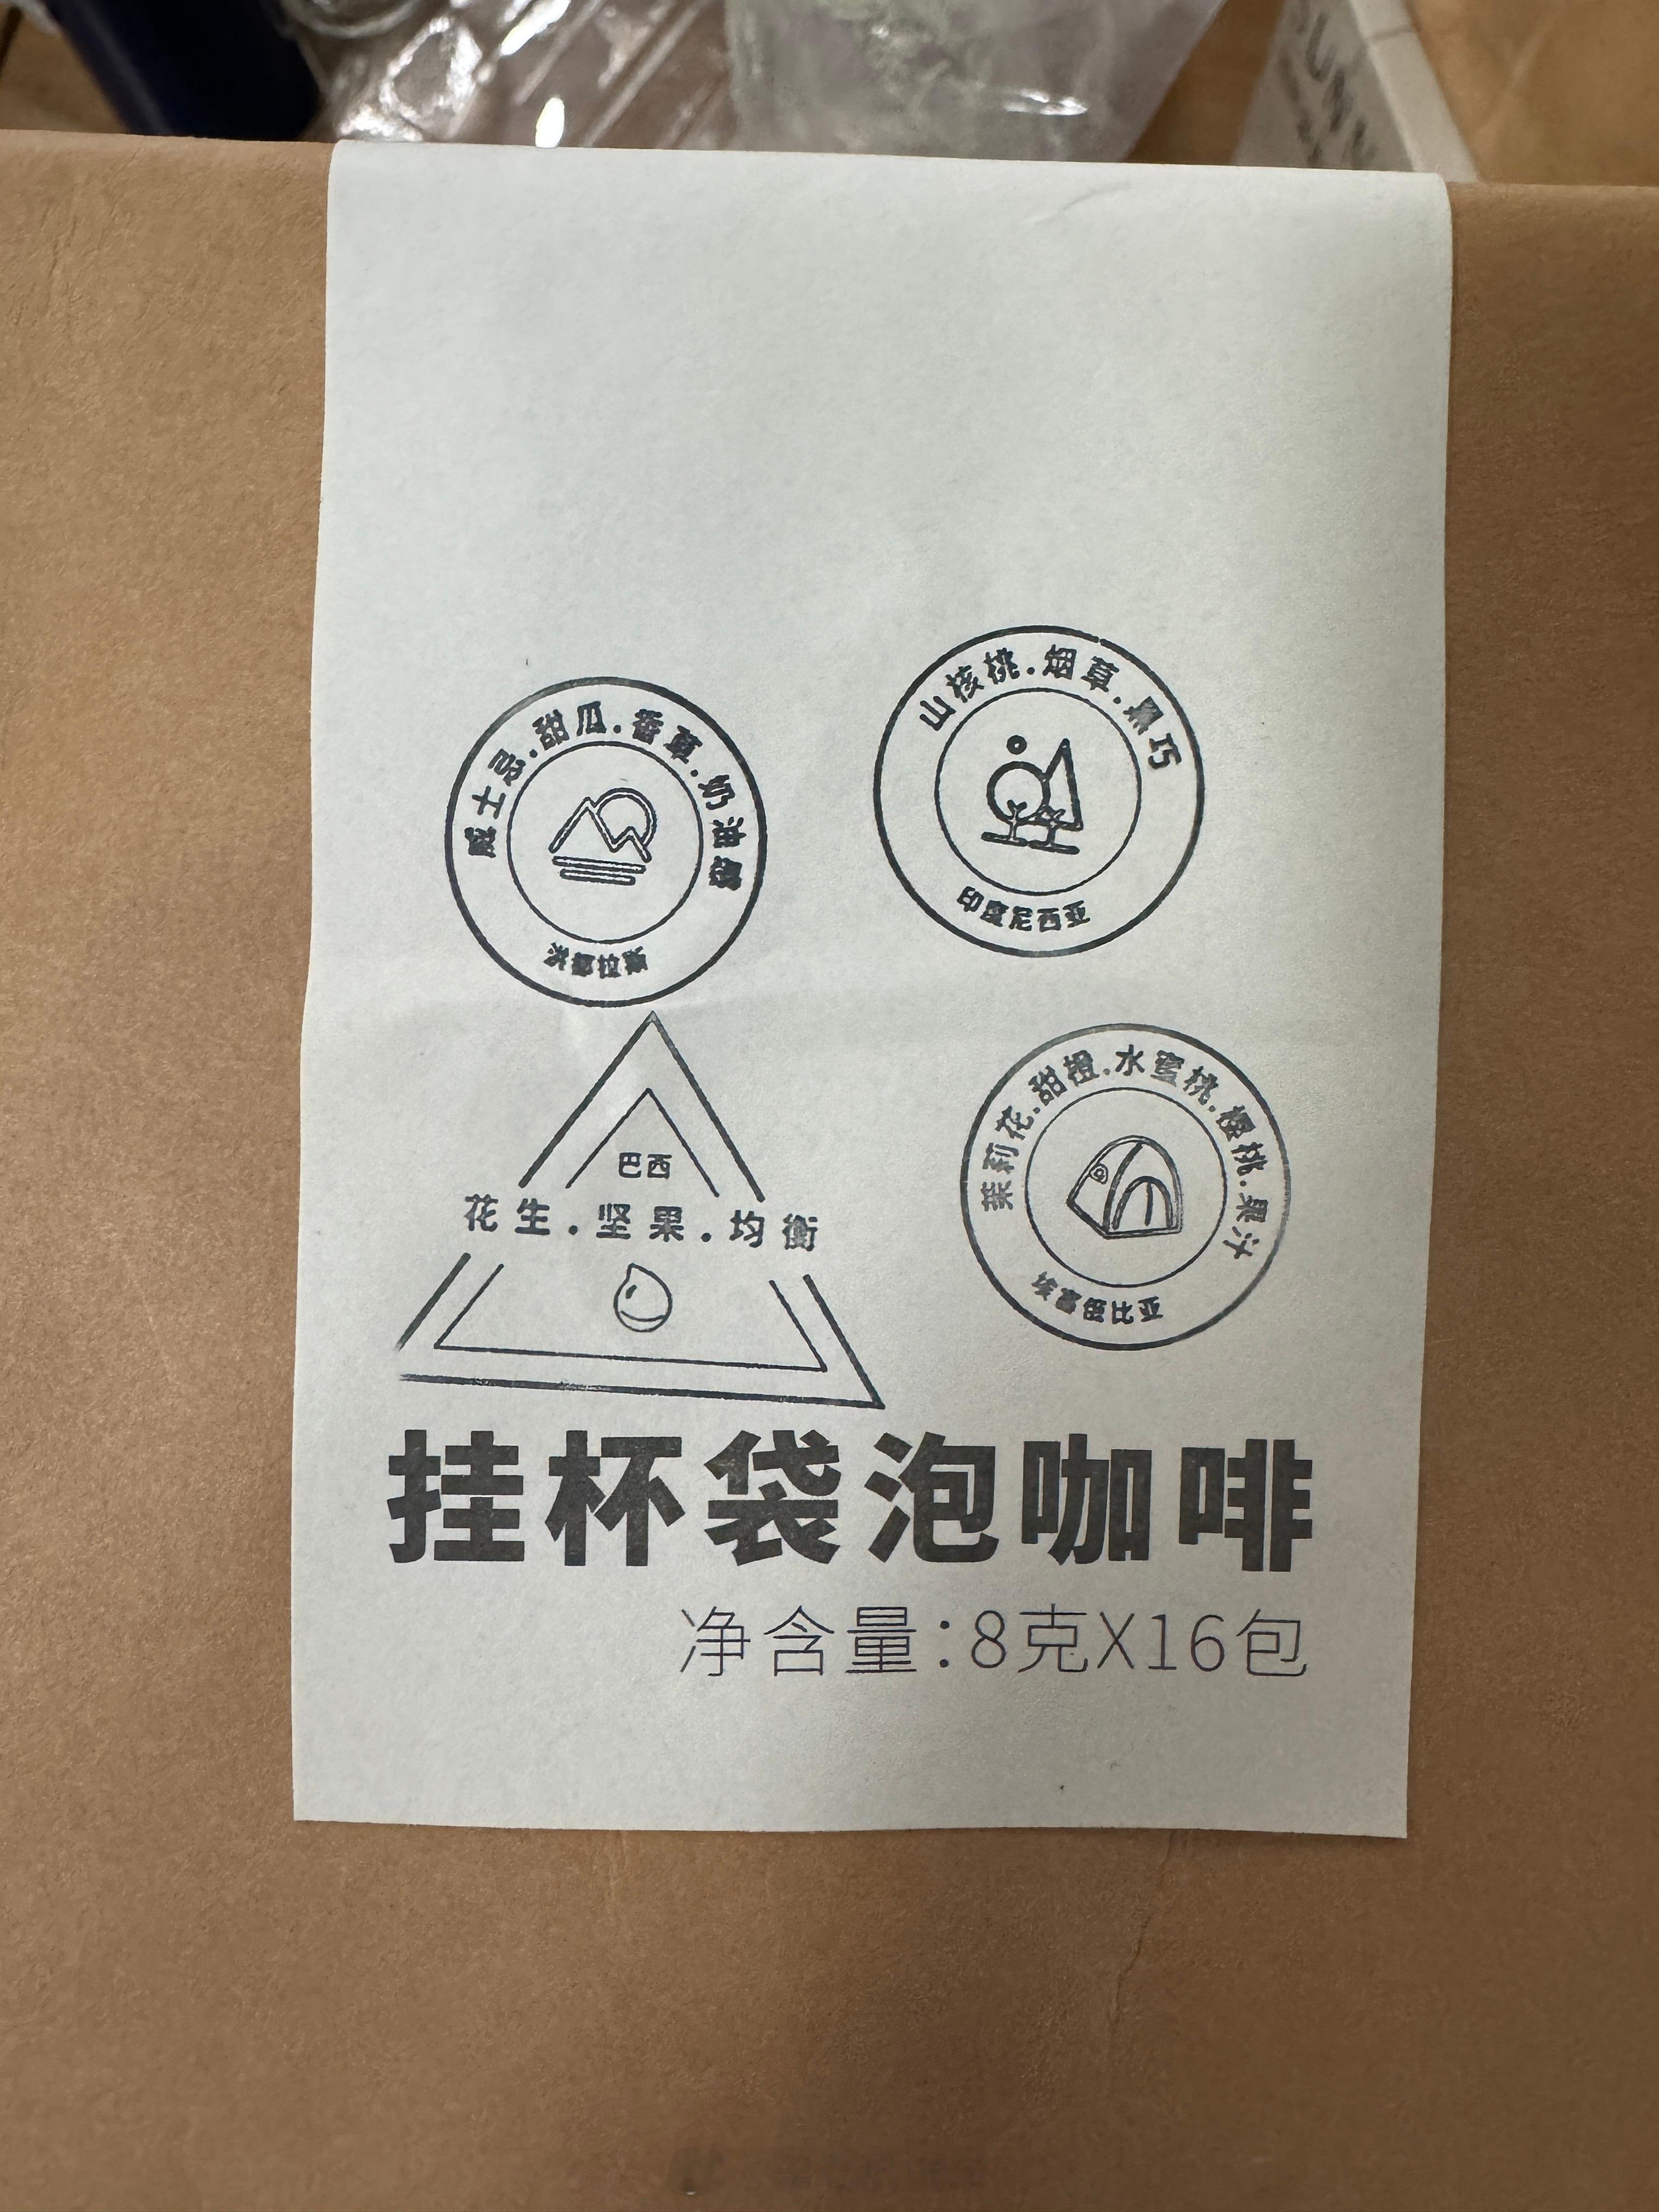 威士忌.甜瓜.香草.奶油感
洪都拉斯
山核桃.烟草.黑巧
印度尼西亚
巴西
花生.坚果.均衡
茉莉花.甜橙.水蜜桃.樱桃.果汁
埃塞俄比亚
挂杯袋泡咖啡
净含量:8克X16包